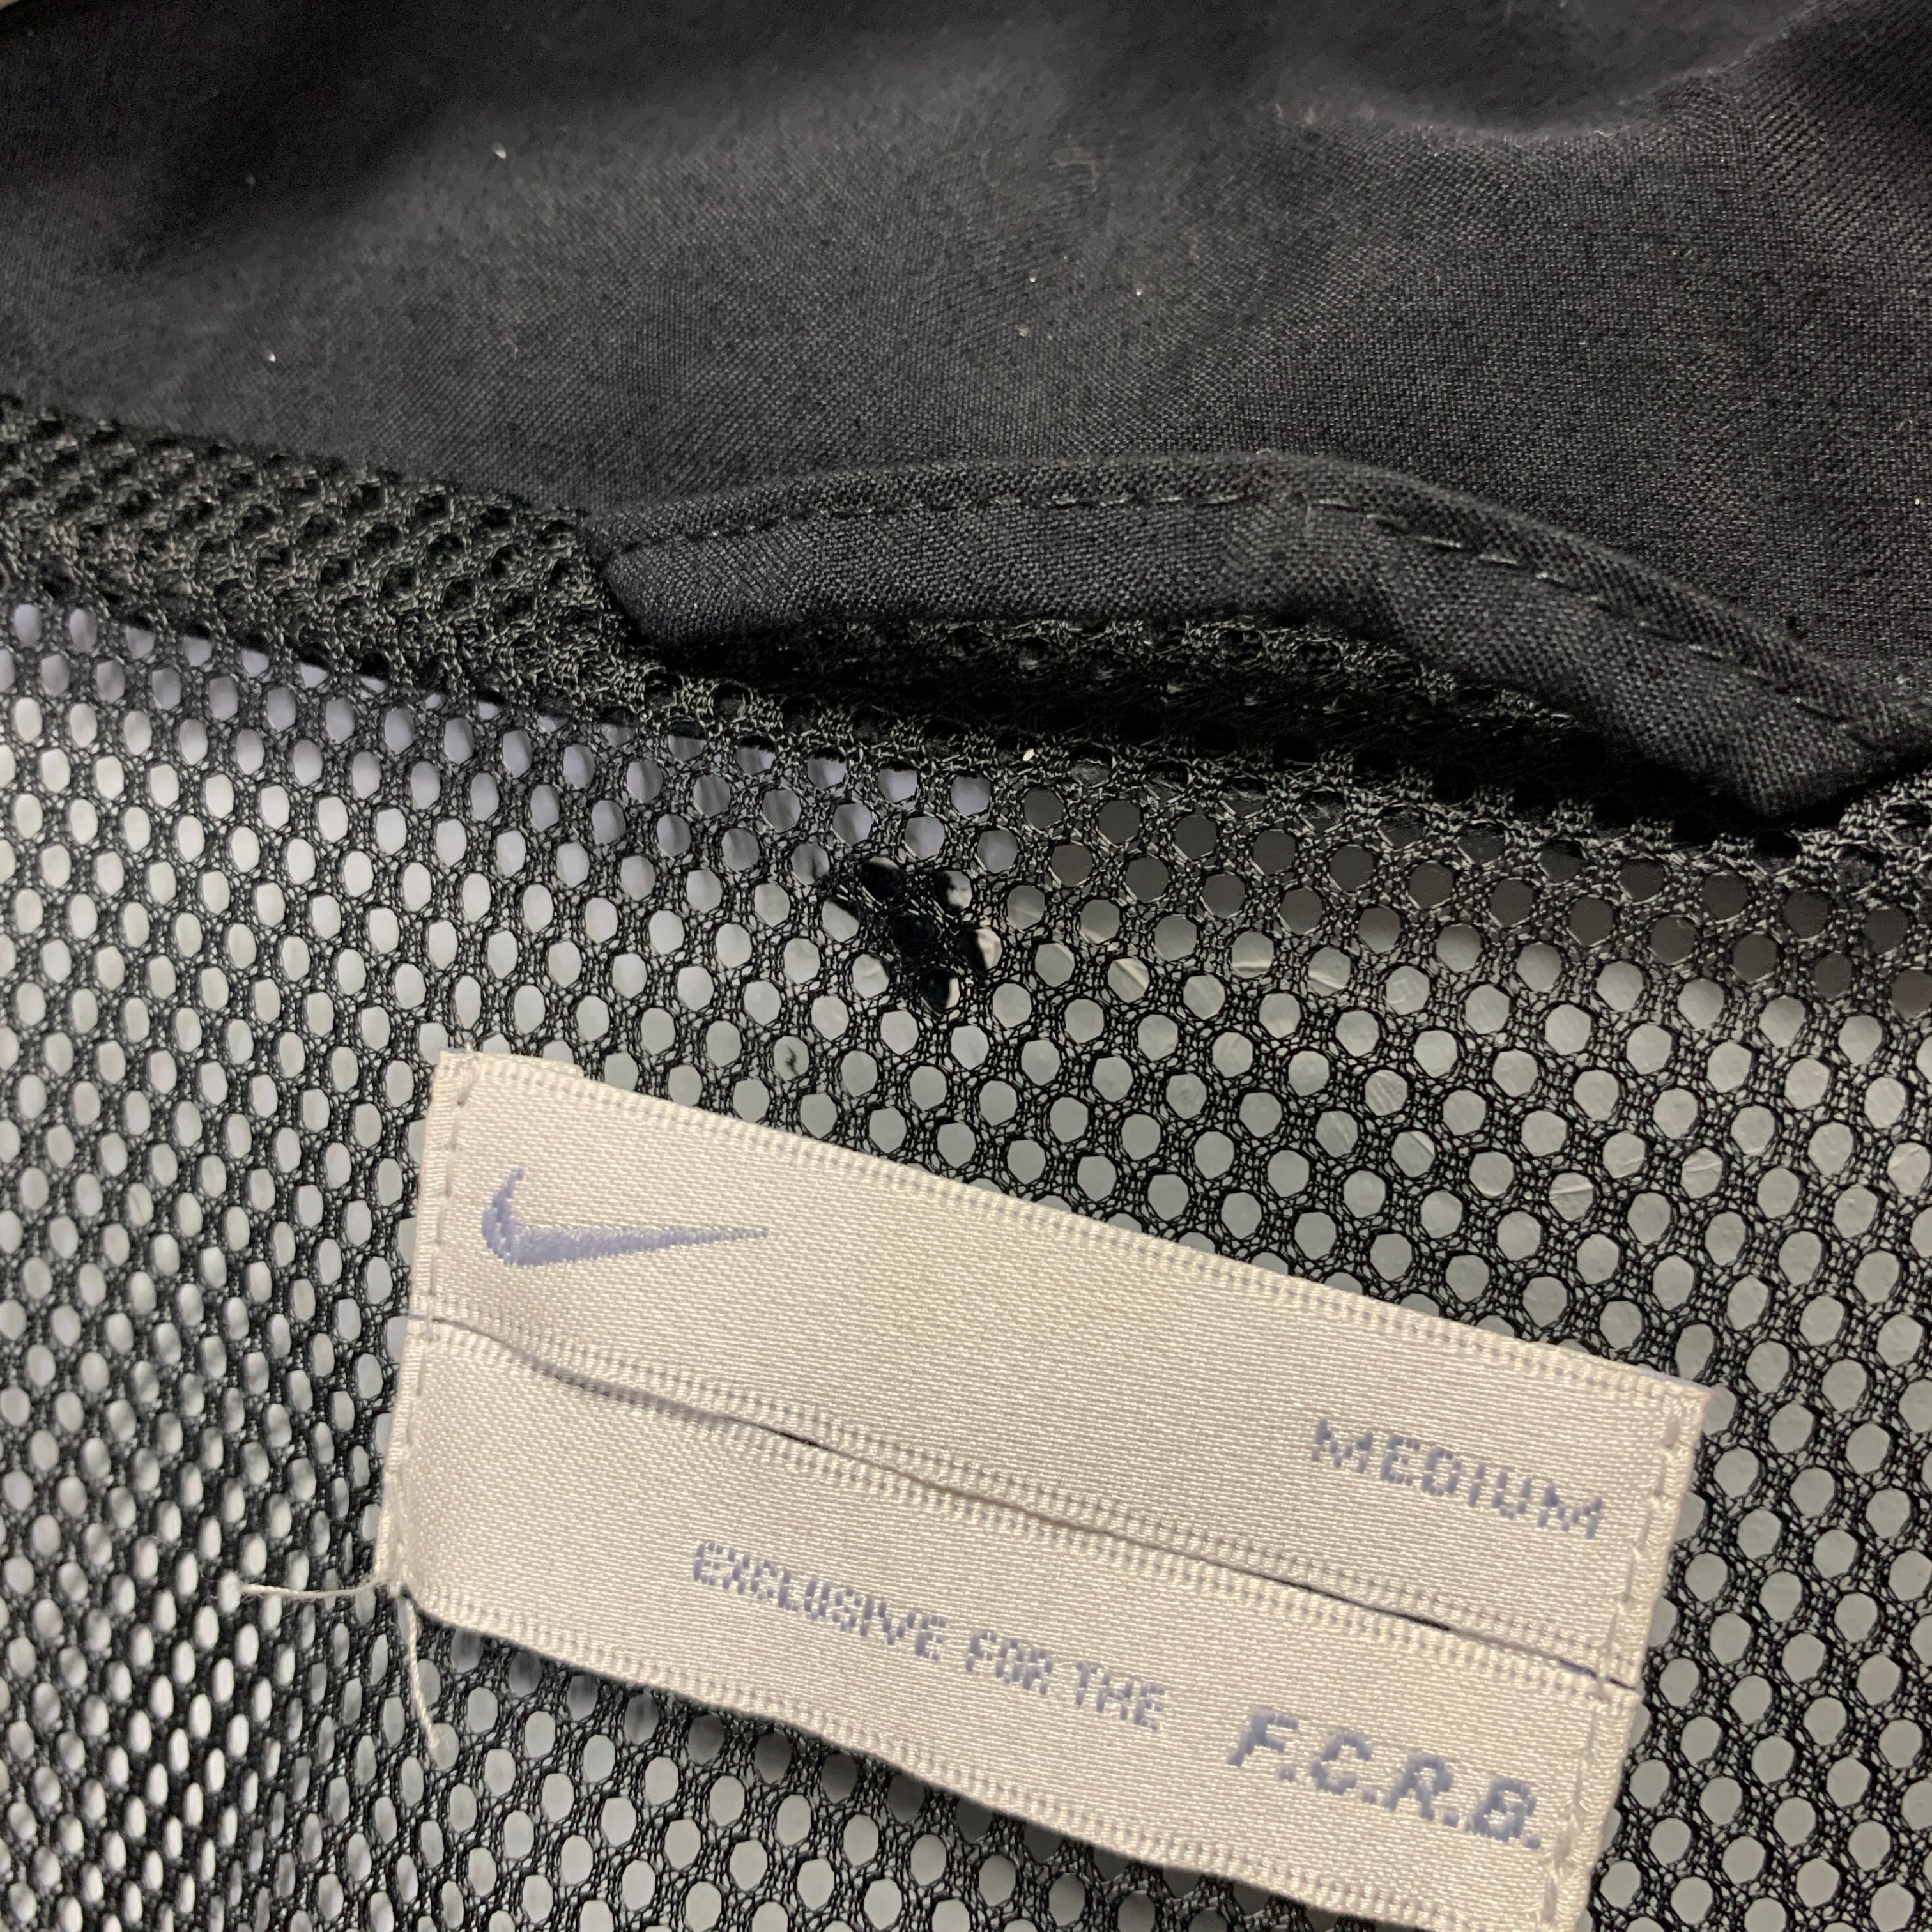 MEDIUM
EXCLUSIVE FOR THE F.C.R.B.